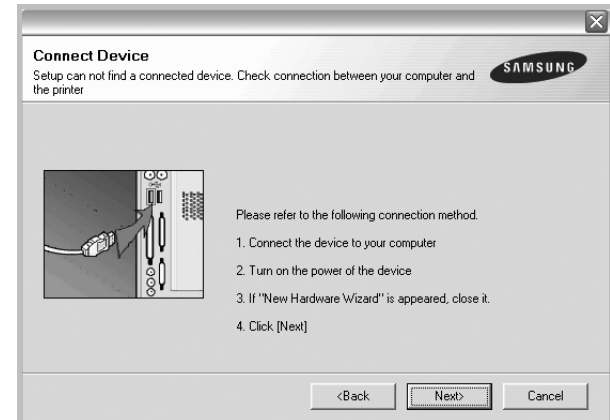 Connect Device
Setup can not find a connected device. Check connection between your computer and
the printer
SAMSUNG
Please refer to the following connection method.
1. Connect the device to your computer
2. Turn on the power of the device
3. If "New Hardware Wizard" is appeared, close it.
4. Click [Next]
<Back
Next>
Cancel